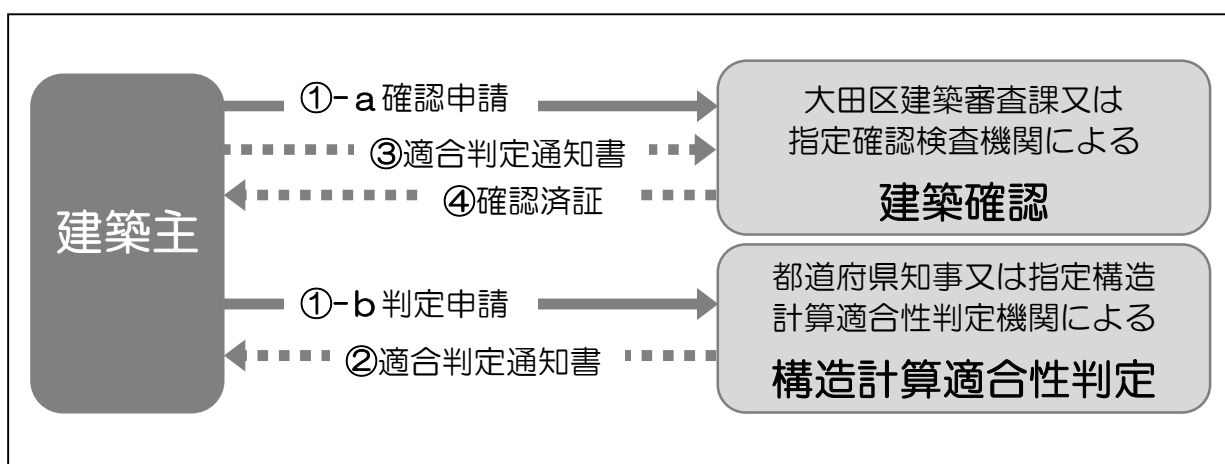 建築主
①-a 確認申請
③適合判定通知書
④確認済証
①-b 判定申請
②適合判定通知書
大田区建築審査課又は
指定確認検査機関による
建築確認
都道府県知事又は指定構造
計算適合性判定機関による
構造計算適合性判定